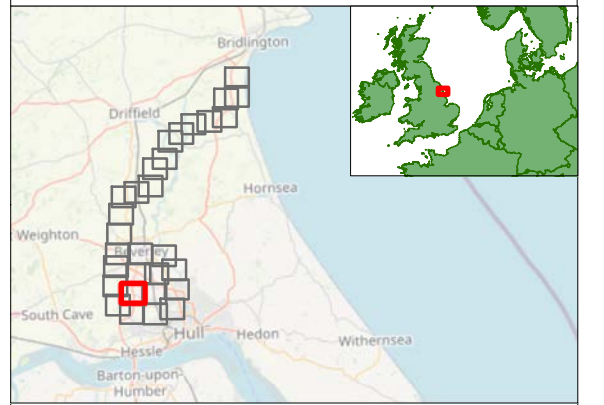 Bridlington
Driffield
Hornsea
Weighton
Beverley
South Cave
Hull
Hedon
Withernsea
Hessle
Barton-upon-
Humber